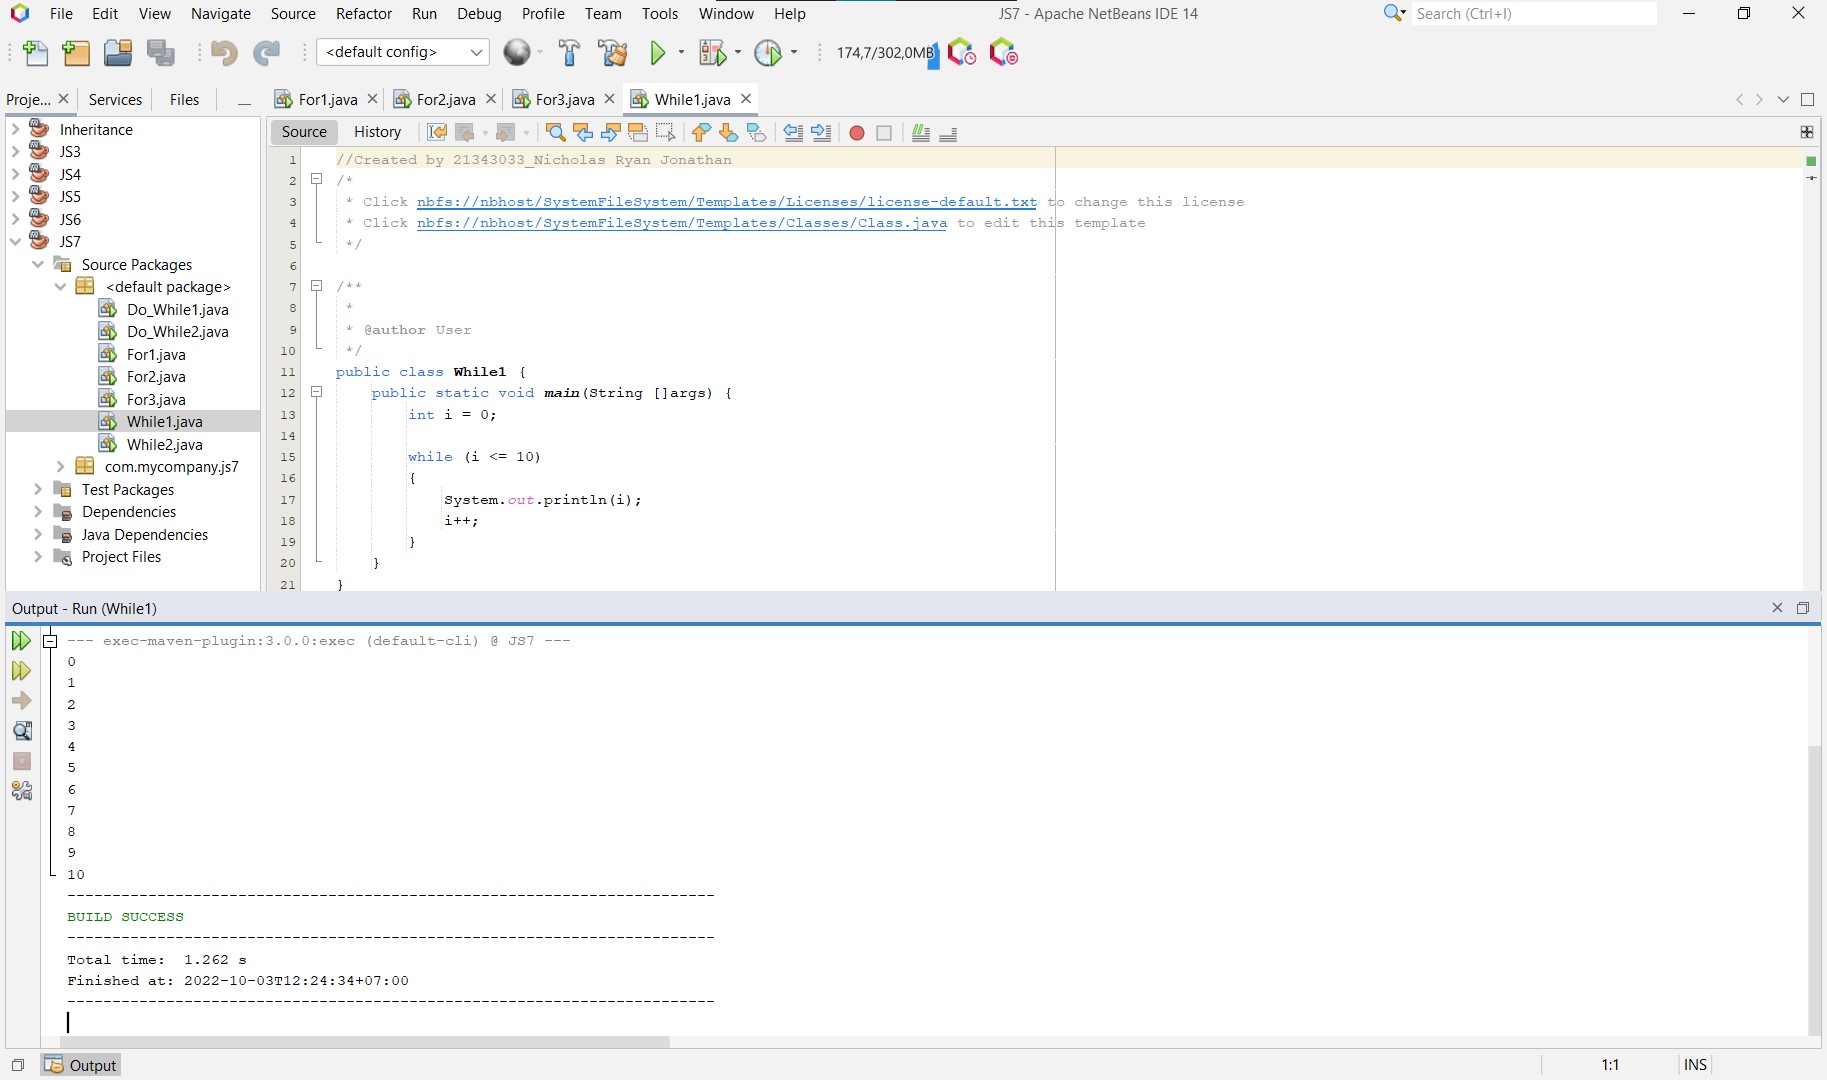 File Edit View Navigate Source Refactor Run Debug Profile Team Tools Window Help JS7 - Apache NetBeans IDE 14 Search (Ctrl+I)
<default config> 174,7/302,0MB
Proje... Services Files For1.java For2.java For3.java While1.java
Source History
Inheritance
JS3
JS4
JS5
JS6
JS7
Source Packages
<default package>
Do_While1.java
Do_While2.java
For1.java
For2.java
For3.java
While1.java
While2.java
com.mycompany.js7
Test Packages
Dependencies
Java Dependencies
Project Files
1 //Created by 21343033_Nicholas Ryan Jonathan
2 /*
3 * Click nbfs://nbhost/SystemFileSystem/Templates/Licenses/license-default.txt to change this license
4 * Click nbfs://nbhost/SystemFileSystem/Templates/Classes/Class.java to edit this template
5 */
6
7 /**
8 *
9 * @author User
10 */
11 public class While1 {
12 public static void main(String []args) {
13 int i = 0;
14
15 while (i <= 10)
16 {
17 System.out.println(i);
18 i++;
19 }
20 }
21 }
Output - Run (While1)
--- exec-maven-plugin:3.0.0:exec (default-cli) @ JS7 ---
0
1
2
3
4
5
6
7
8
9
10
------------------------------------------------------------------------
BUILD SUCCESS
------------------------------------------------------------------------
Total time: 1.262 s
Finished at: 2022-10-03T12:24:34+07:00
------------------------------------------------------------------------
Output 1:1 INS